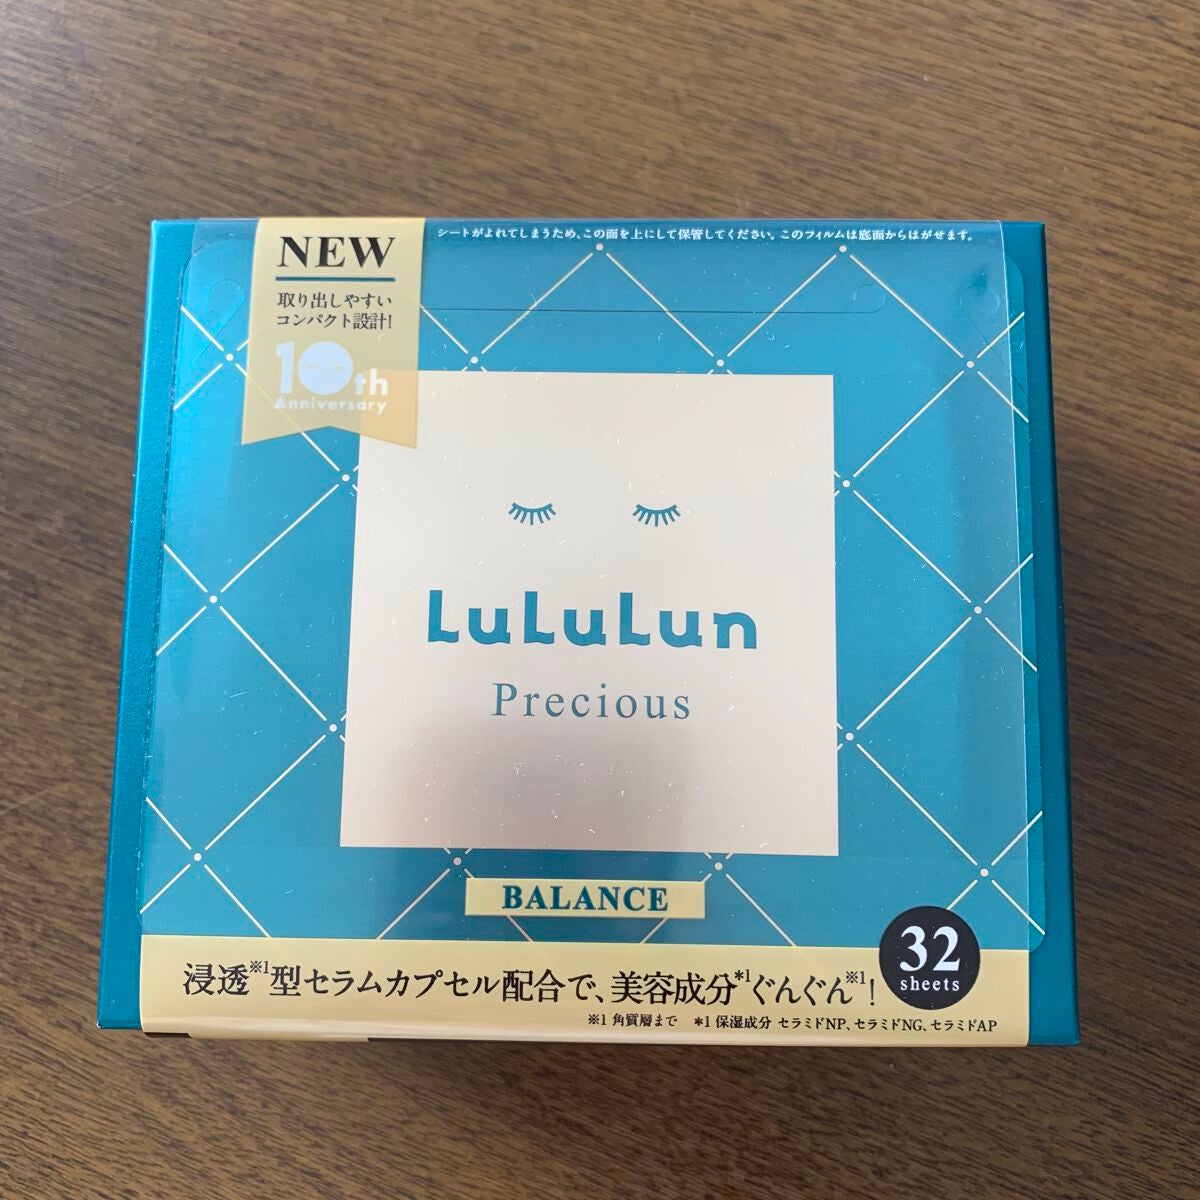 シートがよれてしまうため、この面を上にして保管してください。このフィルムは底面からはがせます。
NEW
取り出しやすい
コンパクト設計!
10th
Anniversary
LuLuLun
Precious
BALANCE
32
sheets
浸透※1型セラムカプセル配合で、美容成分*1ぐんぐん※1!
※1 角質層まで *1 保湿成分 セラミドNP、セラミドNG、セラミドAP